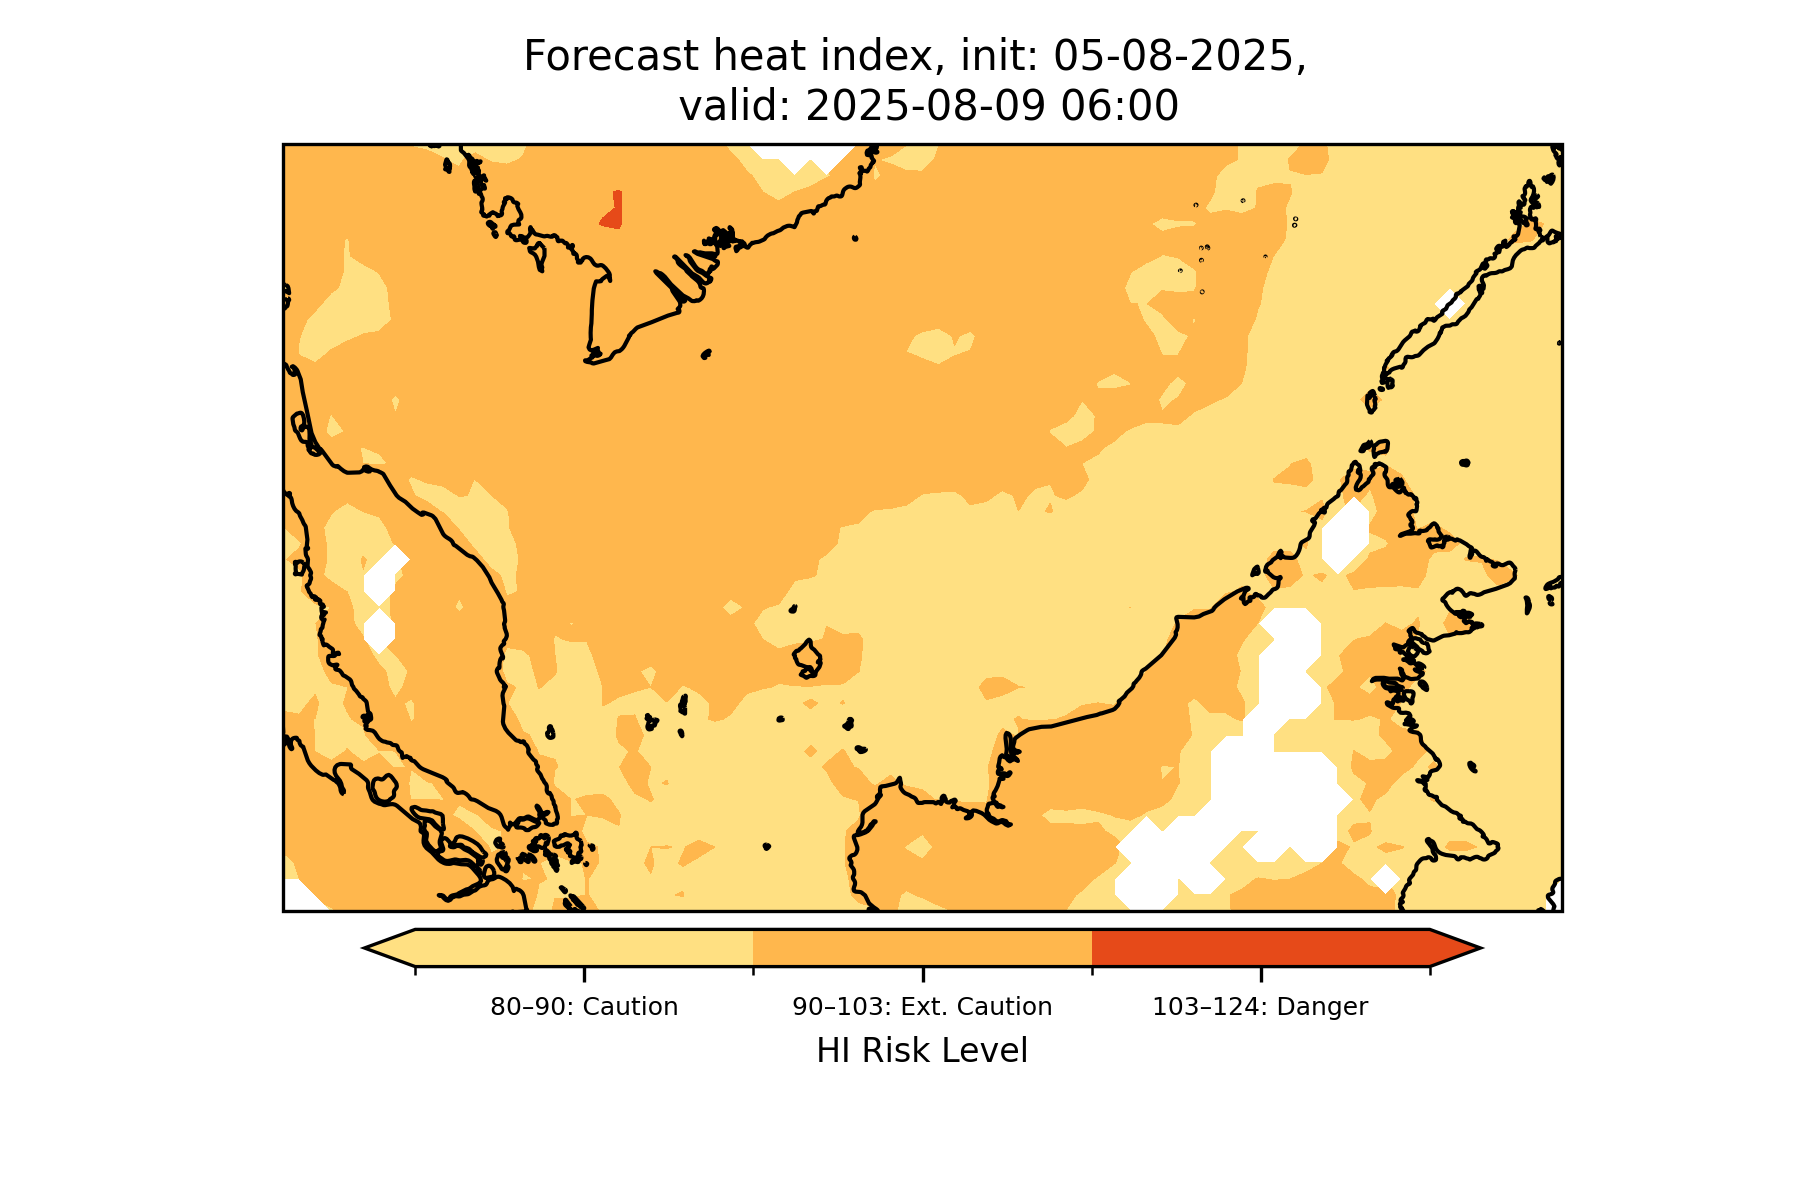 Forecast heat index, init: 05-08-2025,
valid: 2025-08-09 06:00
80–90: Caution
90–103: Ext. Caution
103–124: Danger
HI Risk Level